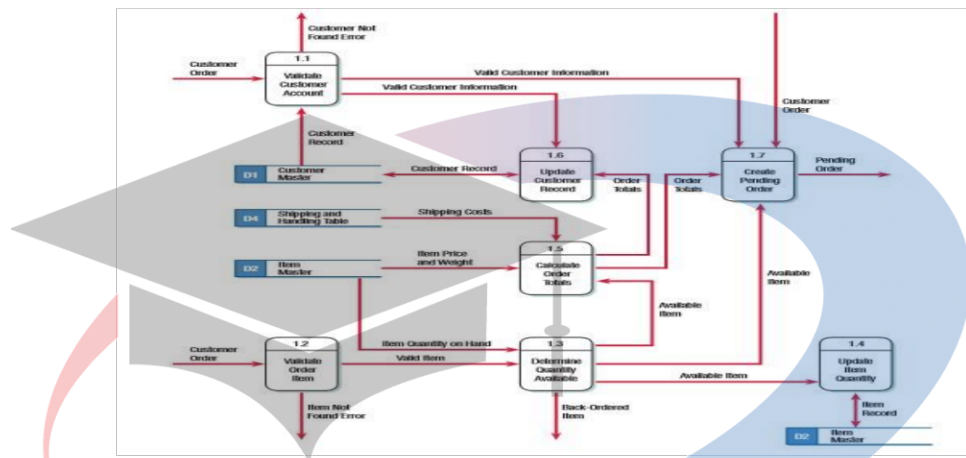 Customer Not
Found Error
Customer
Order
1.1
Validate
Customer
Account
Valid Customer Information
Valid Customer Information
Customer
Order
Customer
Record
D1
Customer
Master
Customer Record
1.6
Update
Customer
Record
Order
Totals
Order
Totals
1.7
Create
Pending
Order
Pending
Order
D4
Shipping and
Handling Table
Shipping Costs
D2
Item
Master
Item Price
and Weight
1.5
Calculate
Order
Totals
Available
Item
Available
Item
Customer
Order
1.2
Validate
Order
Item
Item Quantity on Hand
Valid Item
1.3
Determine
Quantity
Available
Available Item
1.4
Update
Item
Quantity
Item Not
Found Error
Back-Ordered
Item
Item
Record
D2
Item
Master